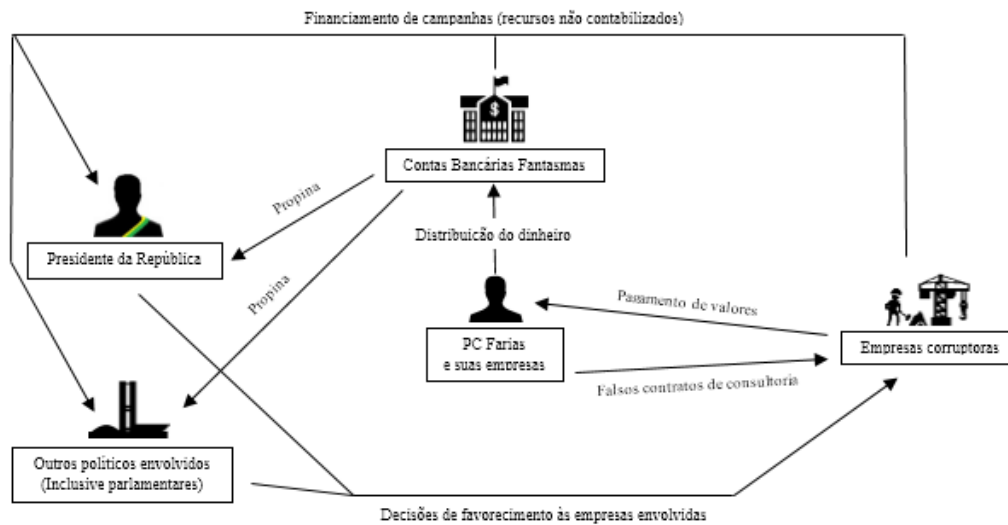 Financiamento de campanhas (recursos não contabilizados)
$
Contas Bancárias Fantasmas
Propina
Distribuicão do dinheiro
Presidente da República
Propina
Pagamento de valores
PC Farias
e suas empresas
Empresas corruptoras
Falsos contratos de consultoria
Outros políticos envolvidos
(Inclusive parlamentares)
Decisões de favorecimento às empresas envolvidas